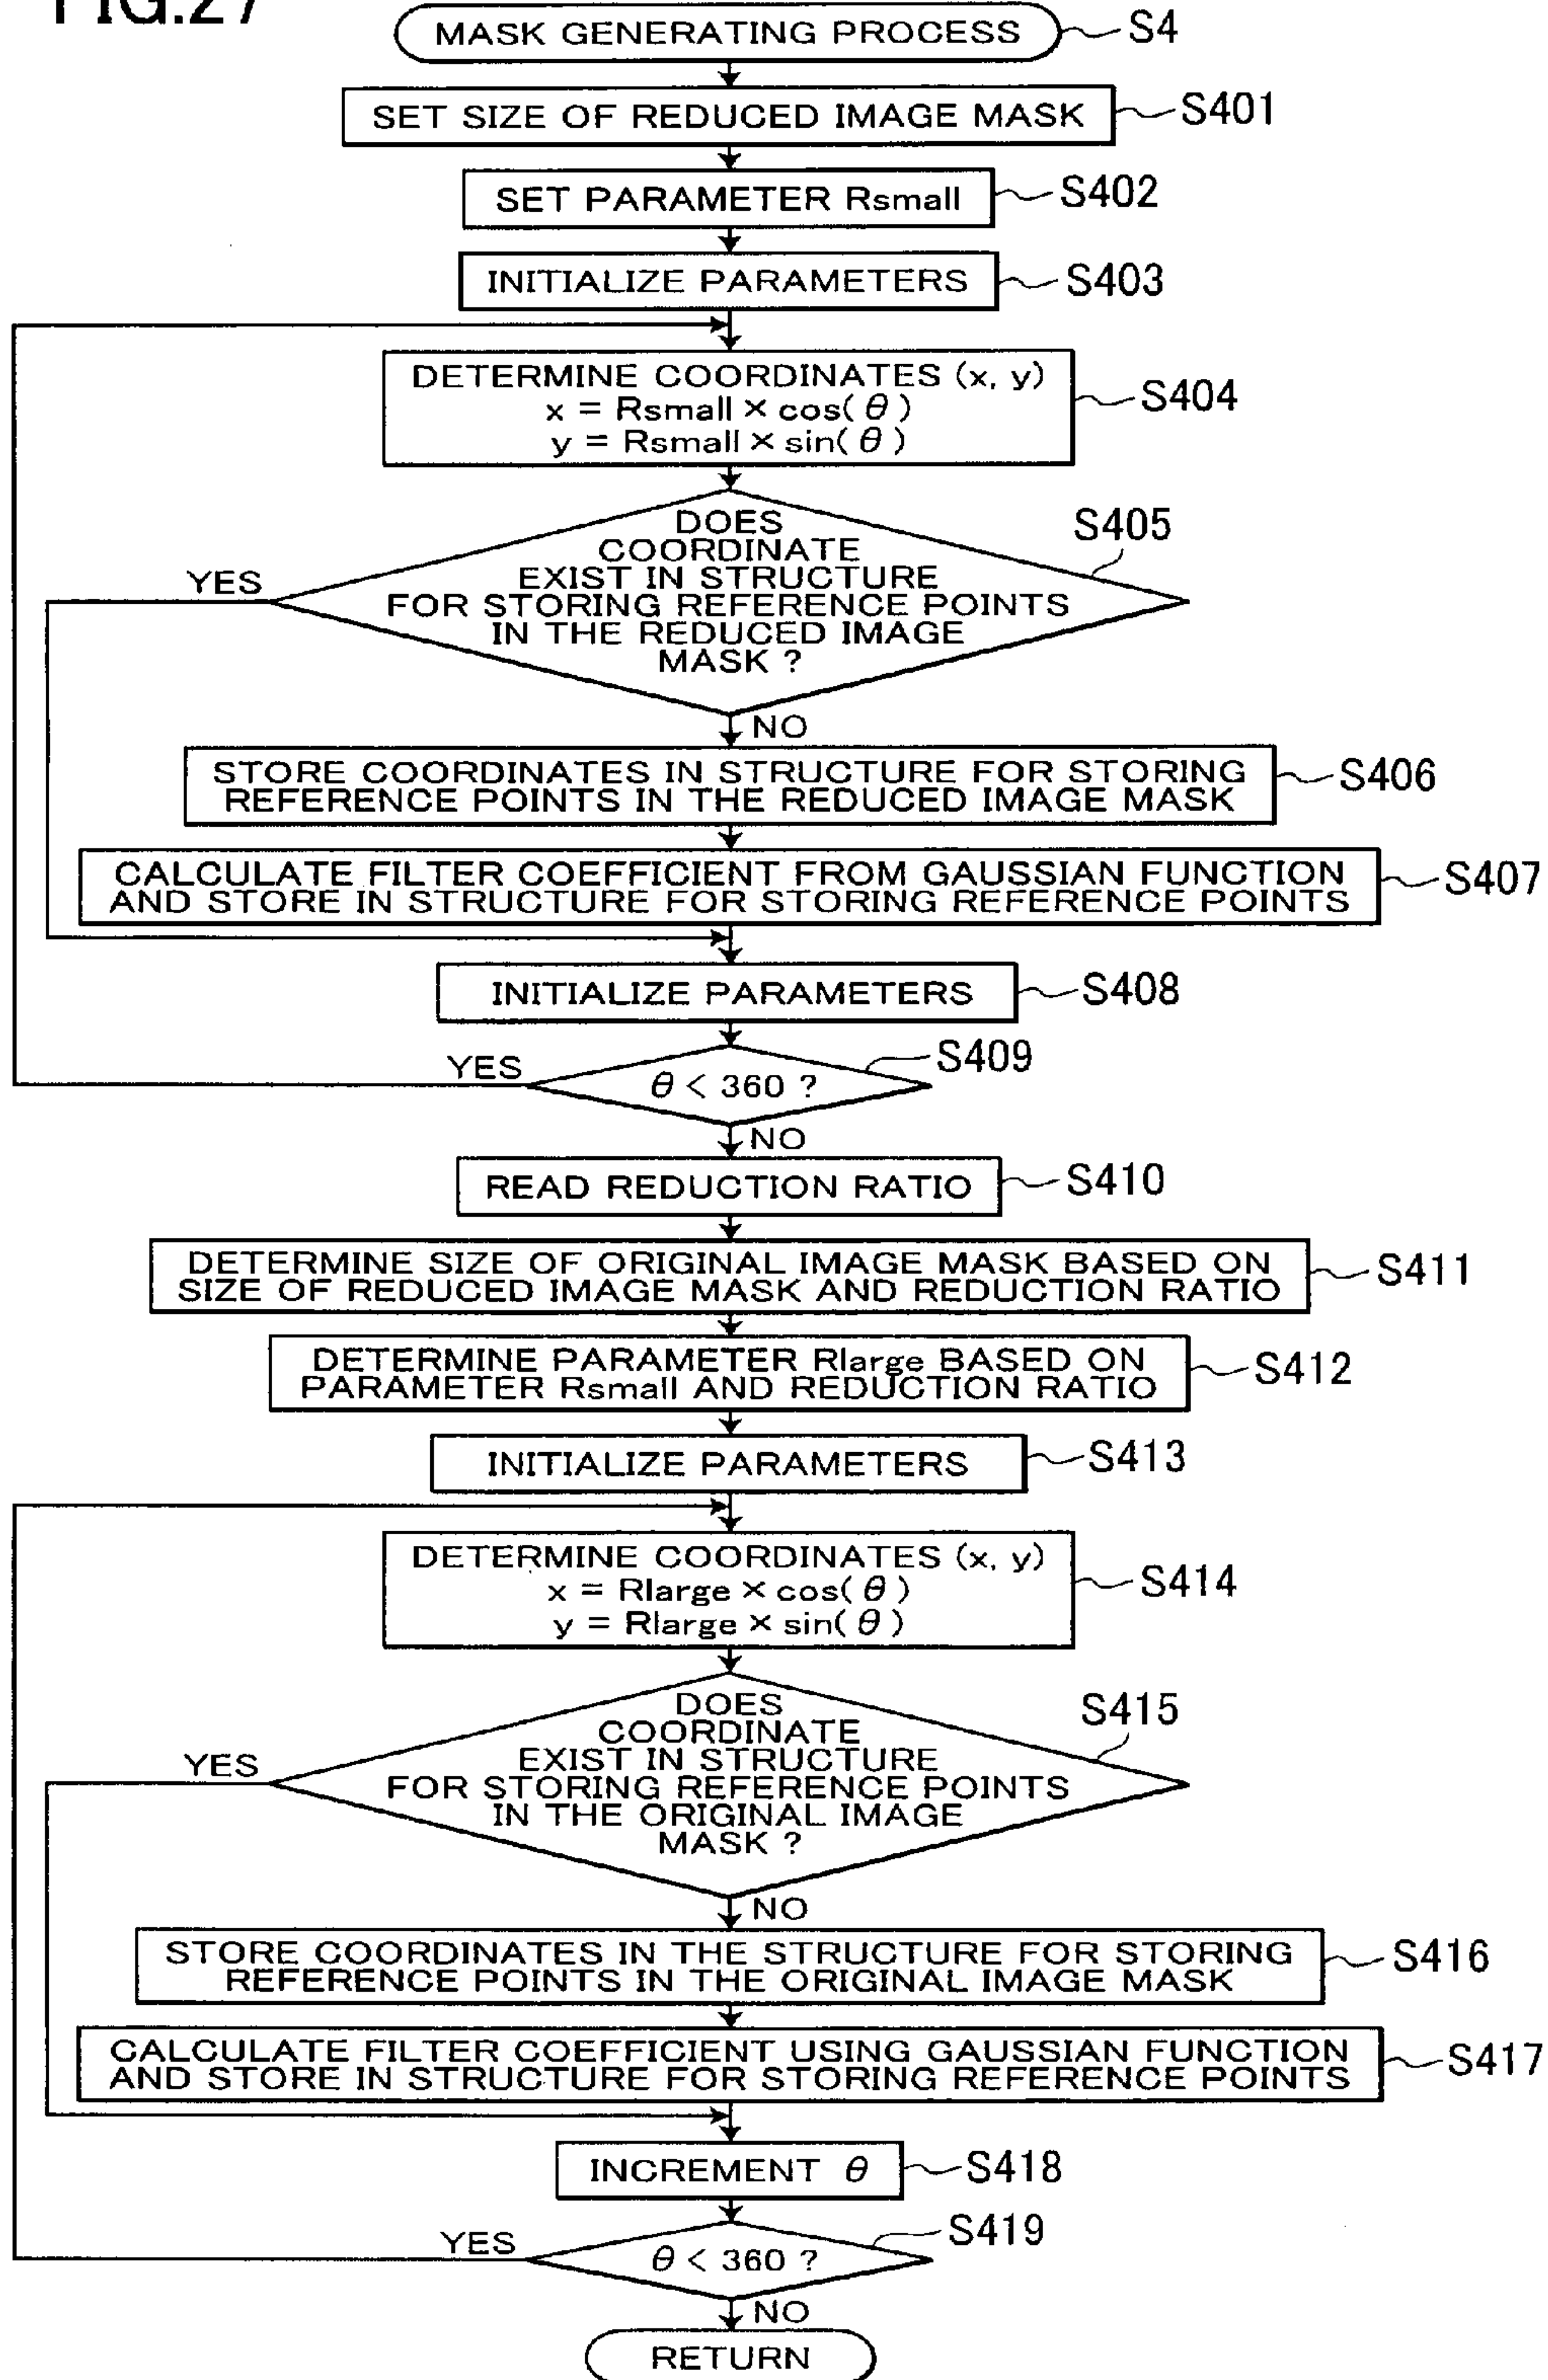 FIG.27
MASK GENERATING PROCESS
S4
SET SIZE OF REDUCED IMAGE MASK
S401
SET PARAMETER Rsmall
S402
INITIALIZE PARAMETERS
S403
DETERMINE COORDINATES (x, y)
x = Rsmall × cos( θ )
y = Rsmall × sin( θ )
S404
DOES
COORDINATE
EXIST IN STRUCTURE
FOR STORING REFERENCE POINTS
IN THE REDUCED IMAGE
MASK ?
S405
YES
NO
STORE COORDINATES IN STRUCTURE FOR STORING
REFERENCE POINTS IN THE REDUCED IMAGE MASK
S406
CALCULATE FILTER COEFFICIENT FROM GAUSSIAN FUNCTION
AND STORE IN STRUCTURE FOR STORING REFERENCE POINTS
S407
INITIALIZE PARAMETERS
S408
θ < 360 ?
S409
YES
NO
READ REDUCTION RATIO
S410
DETERMINE SIZE OF ORIGINAL IMAGE MASK BASED ON
SIZE OF REDUCED IMAGE MASK AND REDUCTION RATIO
S411
DETERMINE PARAMETER Rlarge BASED ON
PARAMETER Rsmall AND REDUCTION RATIO
S412
INITIALIZE PARAMETERS
S413
DETERMINE COORDINATES (x, y)
x = Rlarge × cos( θ )
y = Rlarge × sin( θ )
S414
DOES
COORDINATE
EXIST IN STRUCTURE
FOR STORING REFERENCE POINTS
IN THE ORIGINAL IMAGE
MASK ?
S415
YES
NO
STORE COORDINATES IN THE STRUCTURE FOR STORING
REFERENCE POINTS IN THE ORIGINAL IMAGE MASK
S416
CALCULATE FILTER COEFFICIENT USING GAUSSIAN FUNCTION
AND STORE IN STRUCTURE FOR STORING REFERENCE POINTS
S417
INCREMENT θ
S418
θ < 360 ?
S419
YES
NO
RETURN